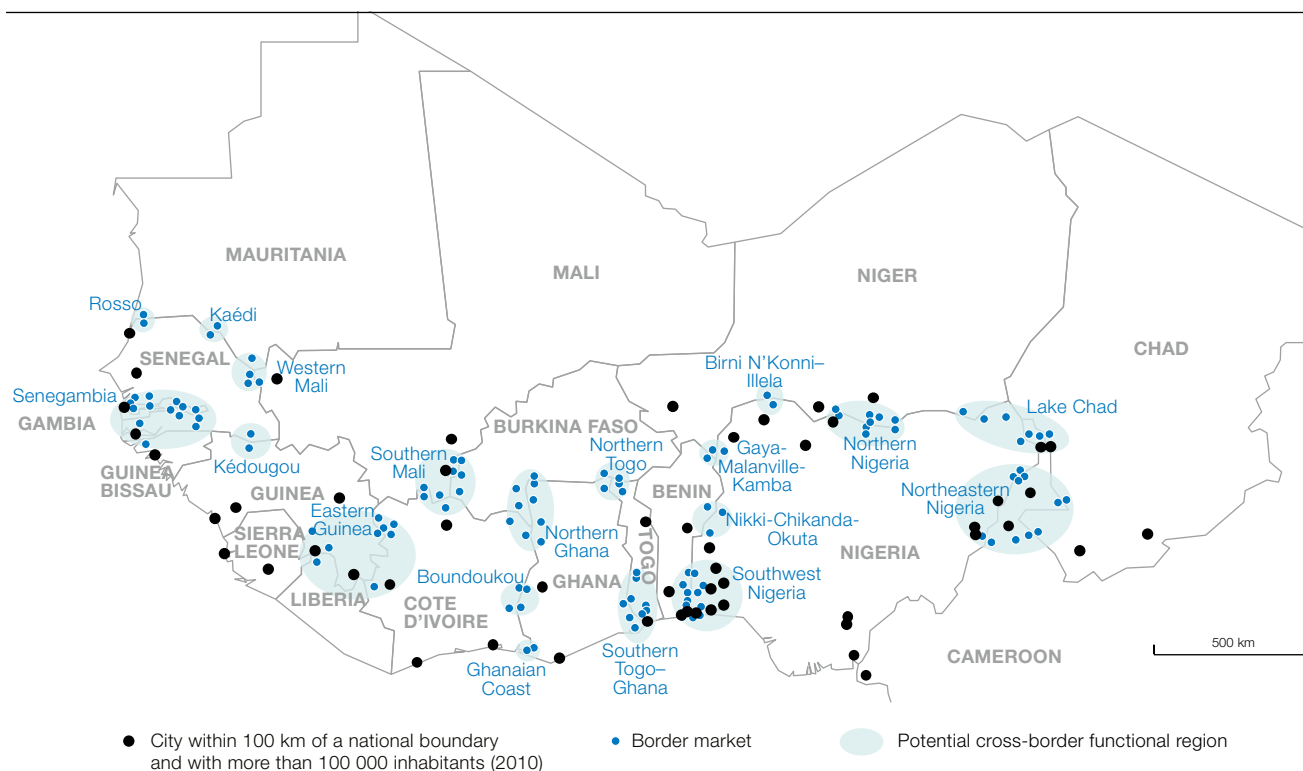 MAURITANIA
MALI
NIGER
CHAD
Rosso
Kaédi
SENEGAL
Western
Mali
Birni N’Konni–
Illela
Senegambia
GAMBIA
Lake Chad
BURKINA FASO
Northern
Nigeria
Northern
Togo
Southern
Mali
Gaya-
Malanville-
Kamba
Kédougou
GUINEA
BISSAU
GUINEA
BENIN
Northeastern
Nigeria
Eastern
Guinea
SIERRA
LEONE
Northern
Ghana
Nikki-Chikanda-
Okuta
NIGERIA
TOGO
Boundoukou
GHANA
Southwest
Nigeria
LIBERIA
COTE
D’IVOIRE
Southern
Togo–
Ghana
Ghanaian
Coast
CAMEROON
500 km
City within 100 km of a national boundary
and with more than 100 000 inhabitants (2010)
Border market
Potential cross-border functional region